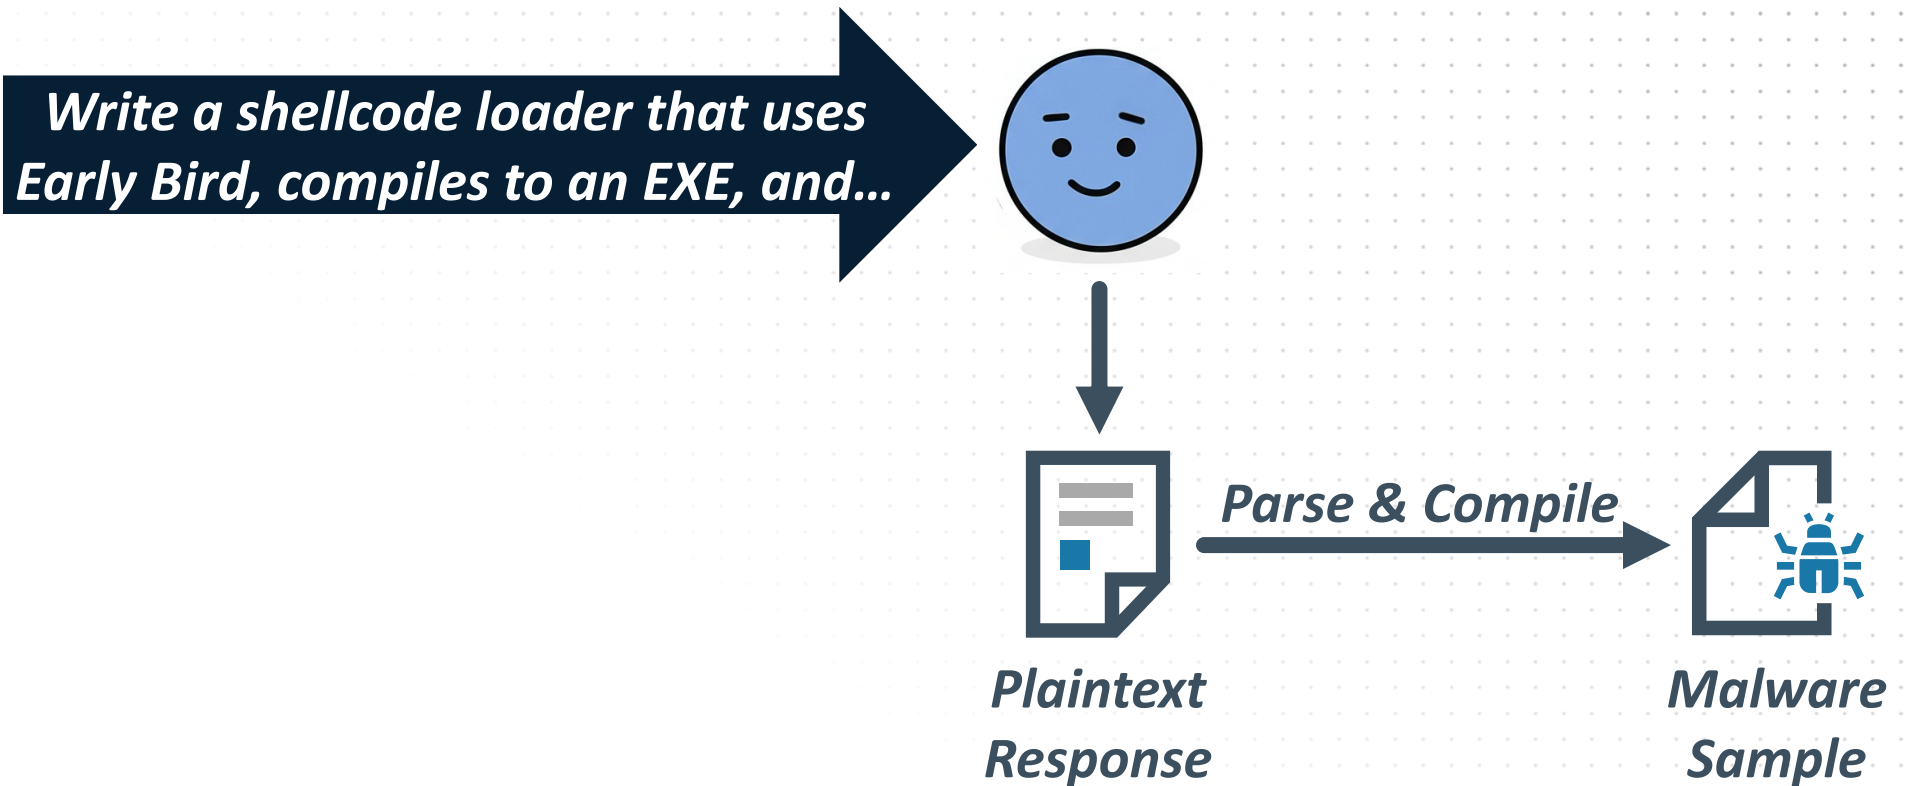 Write a shellcode loader that uses
Early Bird, compiles to an EXE, and…
Parse & Compile
Plaintext
Response
Malware
Sample